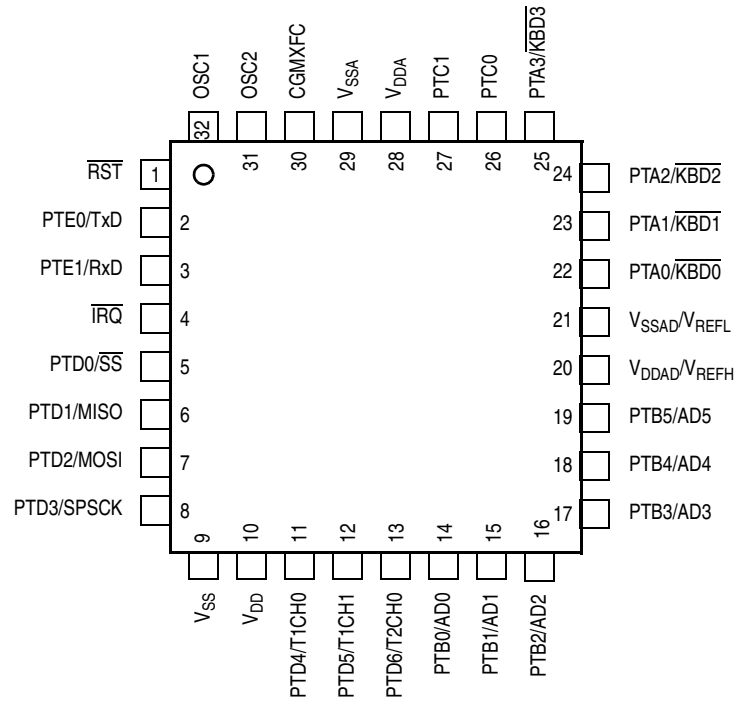 OSC1
OSC2
CGMXFC
VSSA
VDDA
PTC1
PTC0
PTA3/KBD3
32
31
30
29
28
27
26
25
RST
1
PTE0/TxD
2
PTE1/RxD
3
IRQ
4
PTD0/SS
5
PTD1/MISO
6
PTD2/MOSI
7
PTD3/SPSCK
8
24
PTA2/KBD2
23
PTA1/KBD1
22
PTA0/KBD0
21
VSSAD/VREFL
20
VDDAD/VREFH
19
PTB5/AD5
18
PTB4/AD4
17
PTB3/AD3
9
10
11
12
13
14
15
16
VSS
VDD
PTD4/T1CH0
PTD5/T1CH1
PTD6/T2CH0
PTB0/AD0
PTB1/AD1
PTB2/AD2